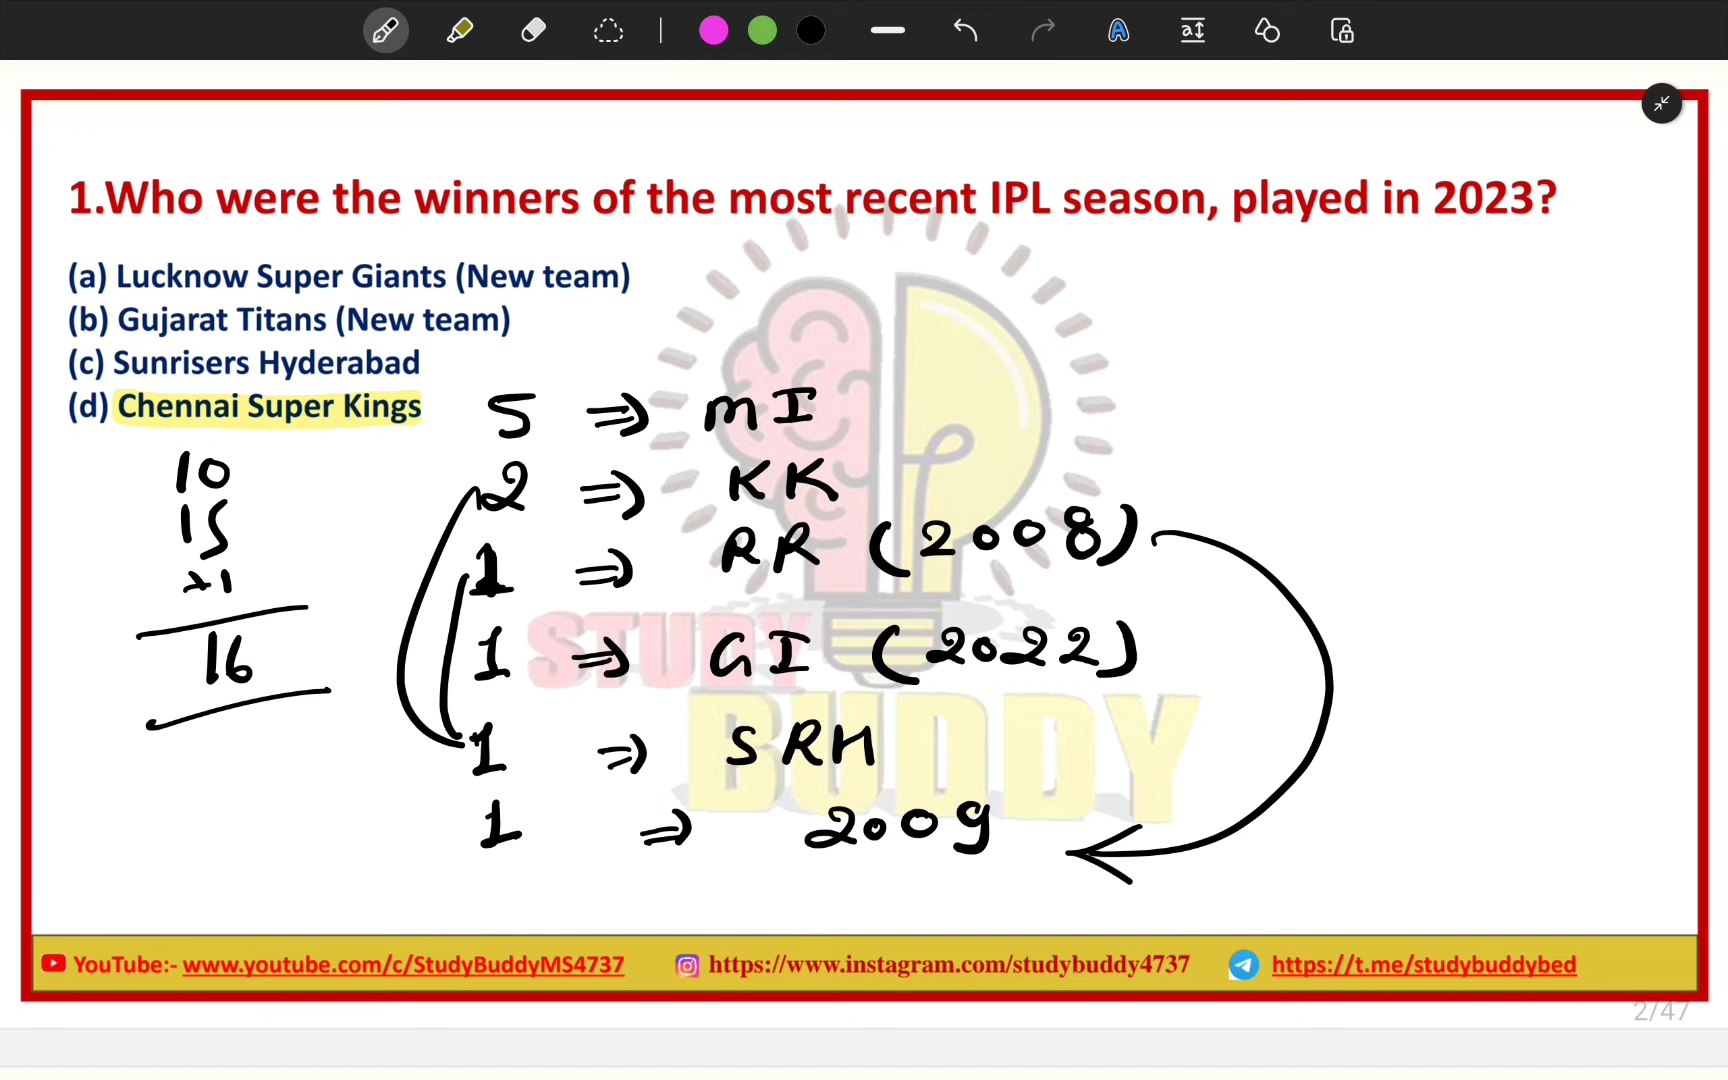 1.Who were the winners of the most recent IPL season, played in 2023?
(a) Lucknow Super Giants (New team)
(b) Gujarat Titans (New team)
(c) Sunrisers Hyderabad
(d) Chennai Super Kings
5 ⇒ MI
10
2 ⇒ KK
15
1 ⇒ RR (2008)
+1
16
1 ⇒ GI (2022)
1 ⇒ SRH
1 ⇒ 2009
STUDY
BUDDY
YouTube:- www.youtube.com/c/StudyBuddyMS4737 https://www.instagram.com/studybuddy4737 https://t.me/studybuddybed
2/47